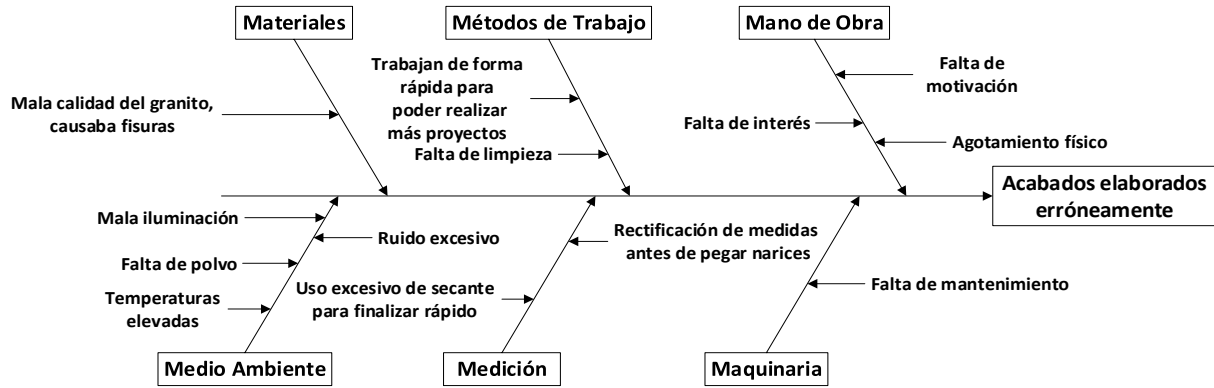 Materiales
Métodos de Trabajo
Mano de Obra
Mala calidad del granito,
causaba fisuras
Trabajan de forma
rápida para
poder realizar
más proyectos
Falta de limpieza
Falta de
motivación
Falta de interés
Agotamiento físico
Acabados elaborados
erróneamente
Mala iluminación
Ruido excesivo
Falta de polvo
Temperaturas
elevadas
Rectificación de medidas
antes de pegar narices
Uso excesivo de secante
para finalizar rápido
Falta de mantenimiento
Medio Ambiente
Medición
Maquinaria